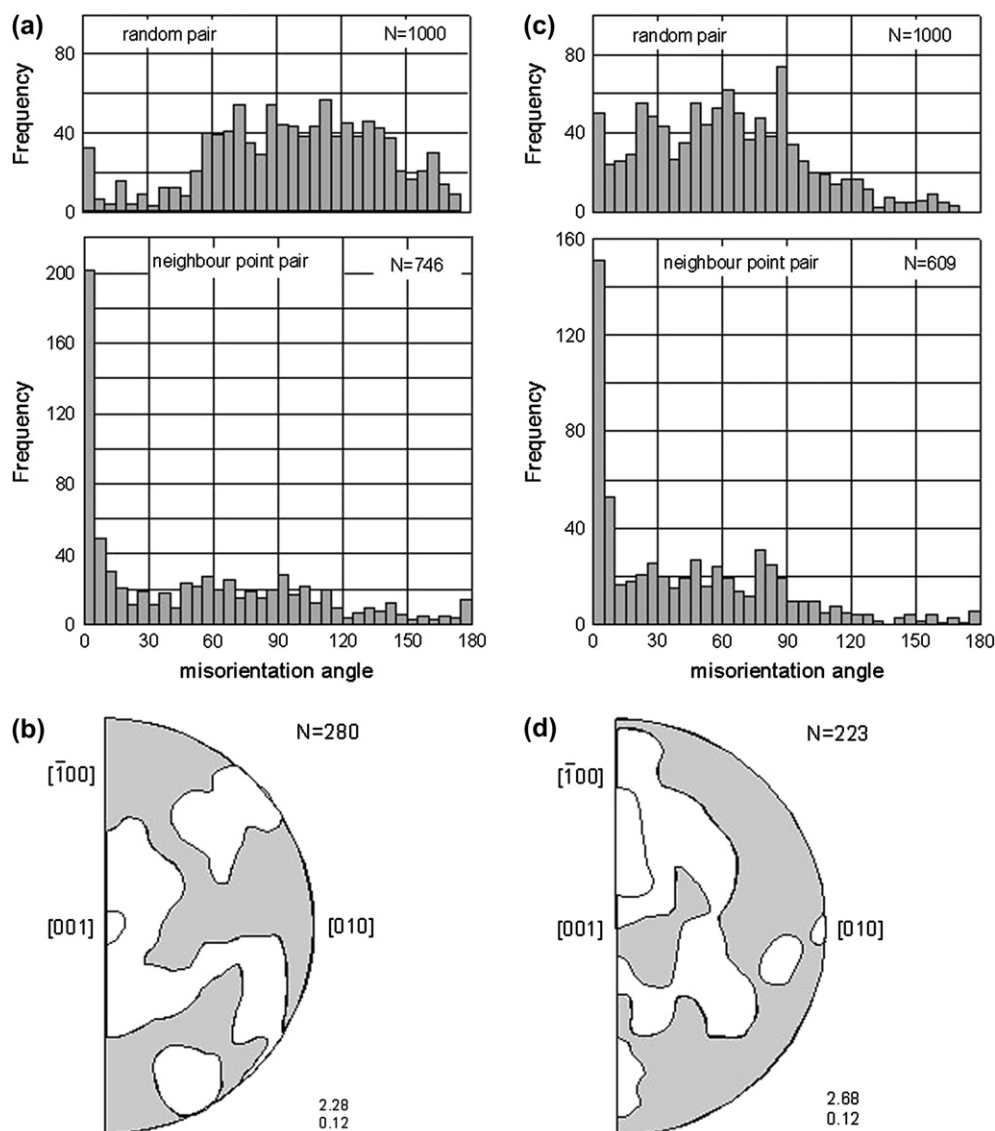 (a)
random pair N=1000
80
40
0
Frequency
neighbour point pair N=746
200
160
120
80
40
0
Frequency
0 30 60 90 120 150 180
misorientation angle
(c)
random pair N=1000
80
40
0
Frequency
neighbour point pair N=609
160
120
80
40
0
Frequency
0 30 60 90 120 150 180
misorientation angle
(b)
N=280
[1̄00]
[001] [010]
2.28
0.12
(d)
N=223
[1̄00]
[001] [010]
2.68
0.12